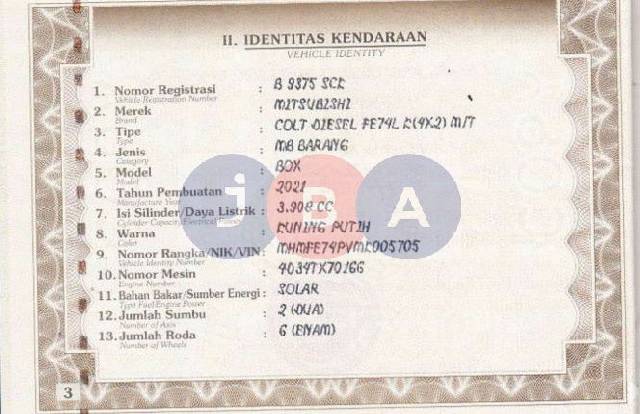 II. IDENTITAS KENDARAAN
VEHICLE IDENTITY
1. Nomor Registrasi : B 9375 SCK
Vehicle Registration Number
2. Merek : MITSUBISHI
Brand
3. Tipe : COLT DIESEL FE74L K(4X2) M/T
Type
4. Jenis : MB BARANG
Category
5. Model : BOX
Model
6. Tahun Pembuatan : 2021
Manufacture Year
7. Isi Silinder/Daya Listrik : 3.908 CC
Cylinder Capacity/Electrical Power
8. Warna : KUNING PUTIH
Color
9. Nomor Rangka/NIK/VIN : MHMFE74PVMK005705
Vehicle Identity Number
10. Nomor Mesin : 4D34TX70166
Engine Number
11. Bahan Bakar/Sumber Energi : SOLAR
Type Fuel/Engine Power
12. Jumlah Sumbu : 2 (DUA)
Number of Axis
13. Jumlah Roda : 6 (ENAM)
Number of Wheels
JBA
3